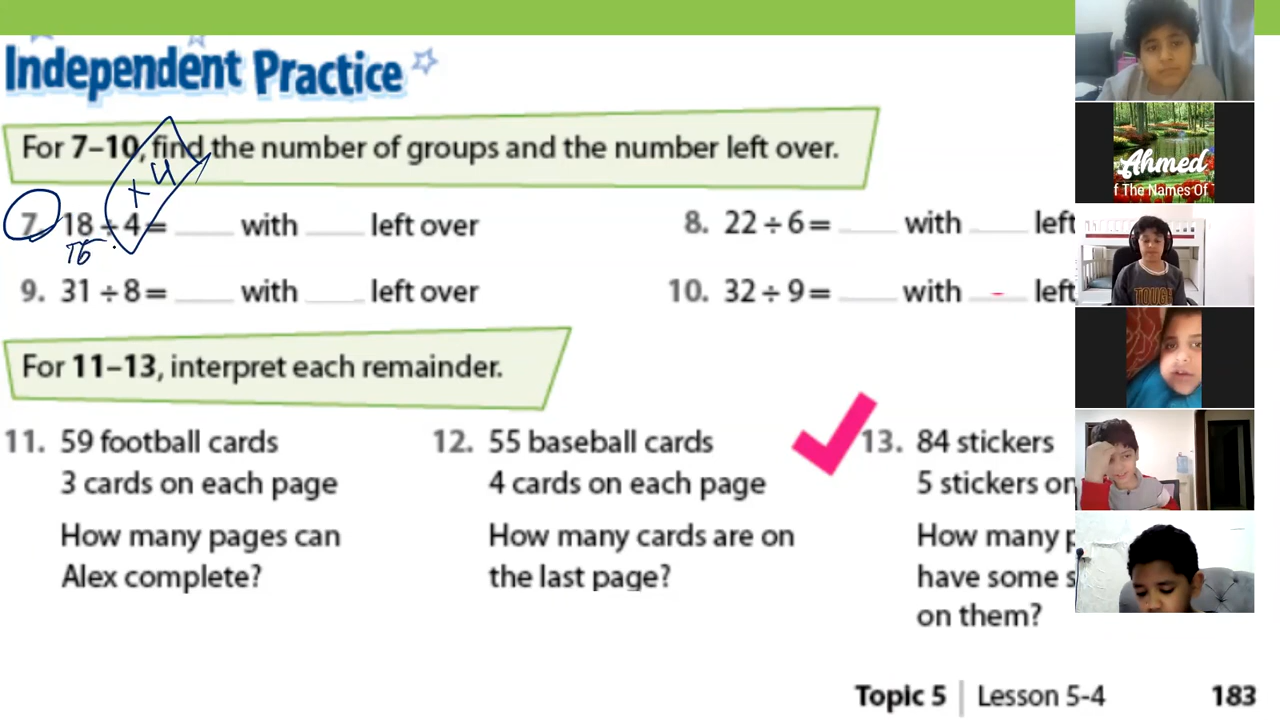 Independent Practice
For 7–10, find the number of groups and the number left over.
× 4
7. 18 ÷ 4 = ____ with ____ left over
16
8. 22 ÷ 6 = ____ with ____ left
9. 31 ÷ 8 = ____ with ____ left over
10. 32 ÷ 9 = ____ with ____ left
For 11–13, interpret each remainder.
11. 59 football cards
3 cards on each page
How many pages can
Alex complete?
12. 55 baseball cards
4 cards on each page
How many cards are on
the last page?
13. 84 stickers
5 stickers on
How many p
have some s
on them?
Topic 5 | Lesson 5-4 183
Ahmed
f The Names Of
TOUGH